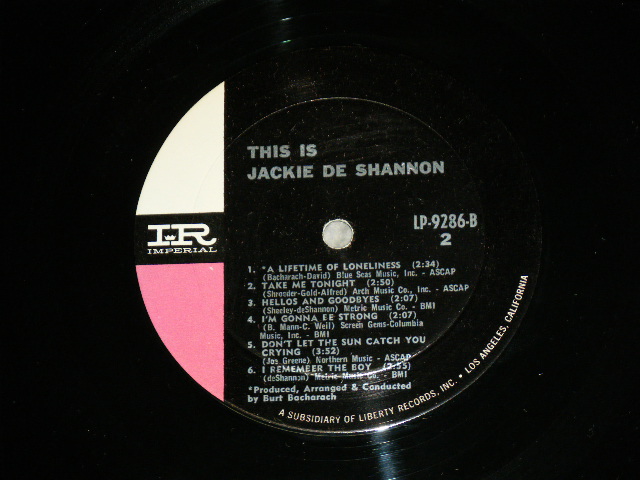 THIS IS
JACKIE DE SHANNON
LP-9286-B
2
IR
IMPERIAL
1. *A LIFETIME OF LONELINESS (2:34)
(Bacharach-David) Blue Seas Music, Inc. - ASCAP
2. TAKE ME TONIGHT (2:50)
(Shroeder-Gold-Alfred) Arch Music Co., Inc. - ASCAP
3. HELLOS AND GOODBYES (2:07)
(Sheeley-deShannon) Metric Music Co. - BMI
4. I'M GONNA BE STRONG (2:07)
(B. Mann-C. Weil) Screen Gems-Columbia
Music, Inc. - BMI
5. DON'T LET THE SUN CATCH YOU
CRYING (3:52)
(Joe Greene) Northern Music - ASCAP
6. I REMEMBER THE BOY (2:55)
(deShannon) Metric Music Co. - BMI
*Produced, Arranged & Conducted
by Burt Bacharach
A SUBSIDIARY OF LIBERTY RECORDS, INC. • LOS ANGELES, CALIFORNIA